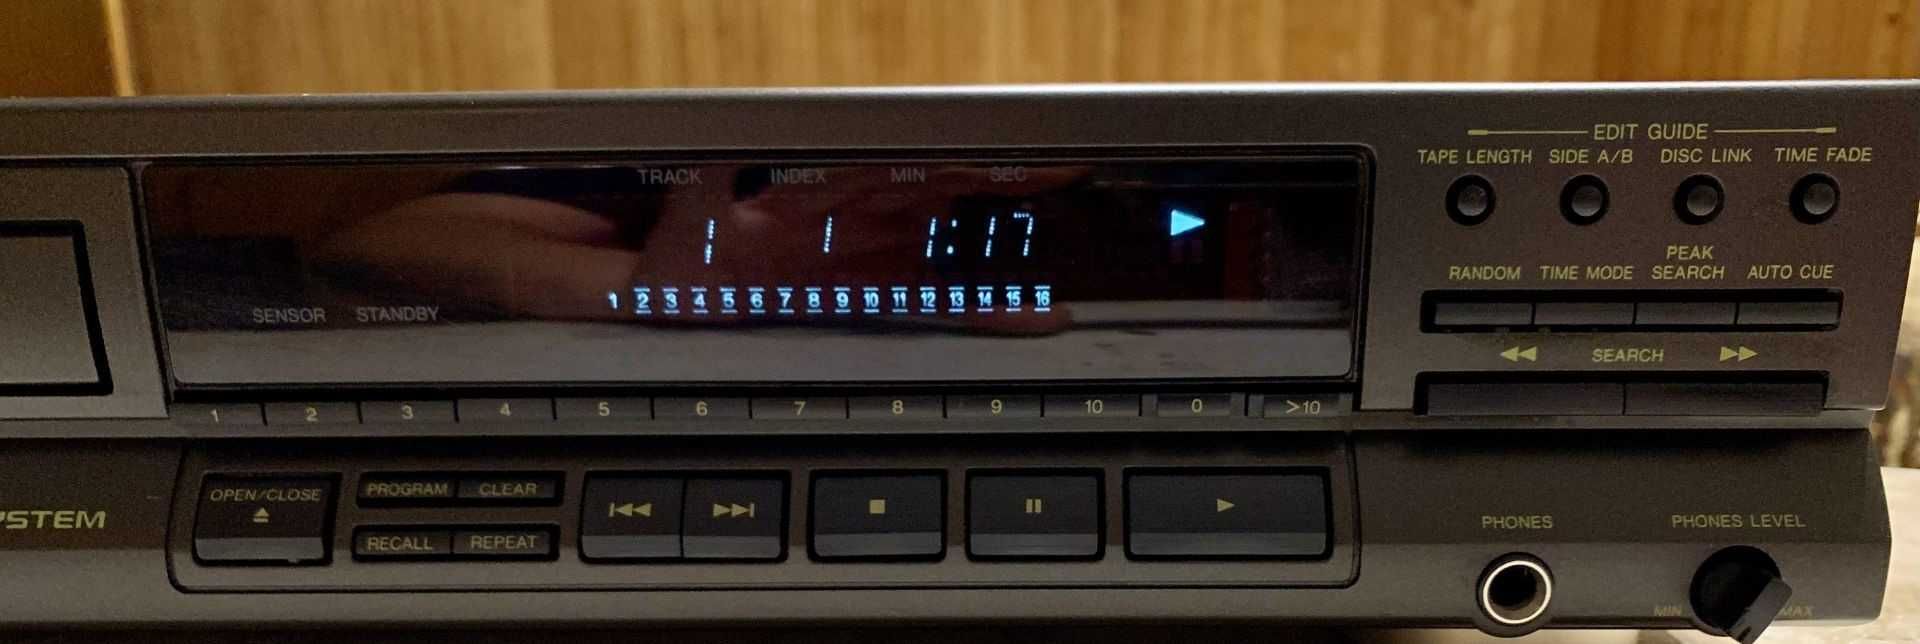 EDIT GUIDE
TAPE LENGTH SIDE A/B DISC LINK TIME FADE
TRACK INDEX MIN SEC
1 1 1:17
RANDOM TIME MODE PEAK SEARCH AUTO CUE
1 2 3 4 5 6 7 8 9 10 11 12 13 14 15 16
SENSOR STANDBY
SEARCH
1 2 3 4 5 6 7 8 9 10 0 >10
OPEN/CLOSE PROGRAM CLEAR
RECALL REPEAT
YSTEM
PHONES PHONES LEVEL
MIN MAX